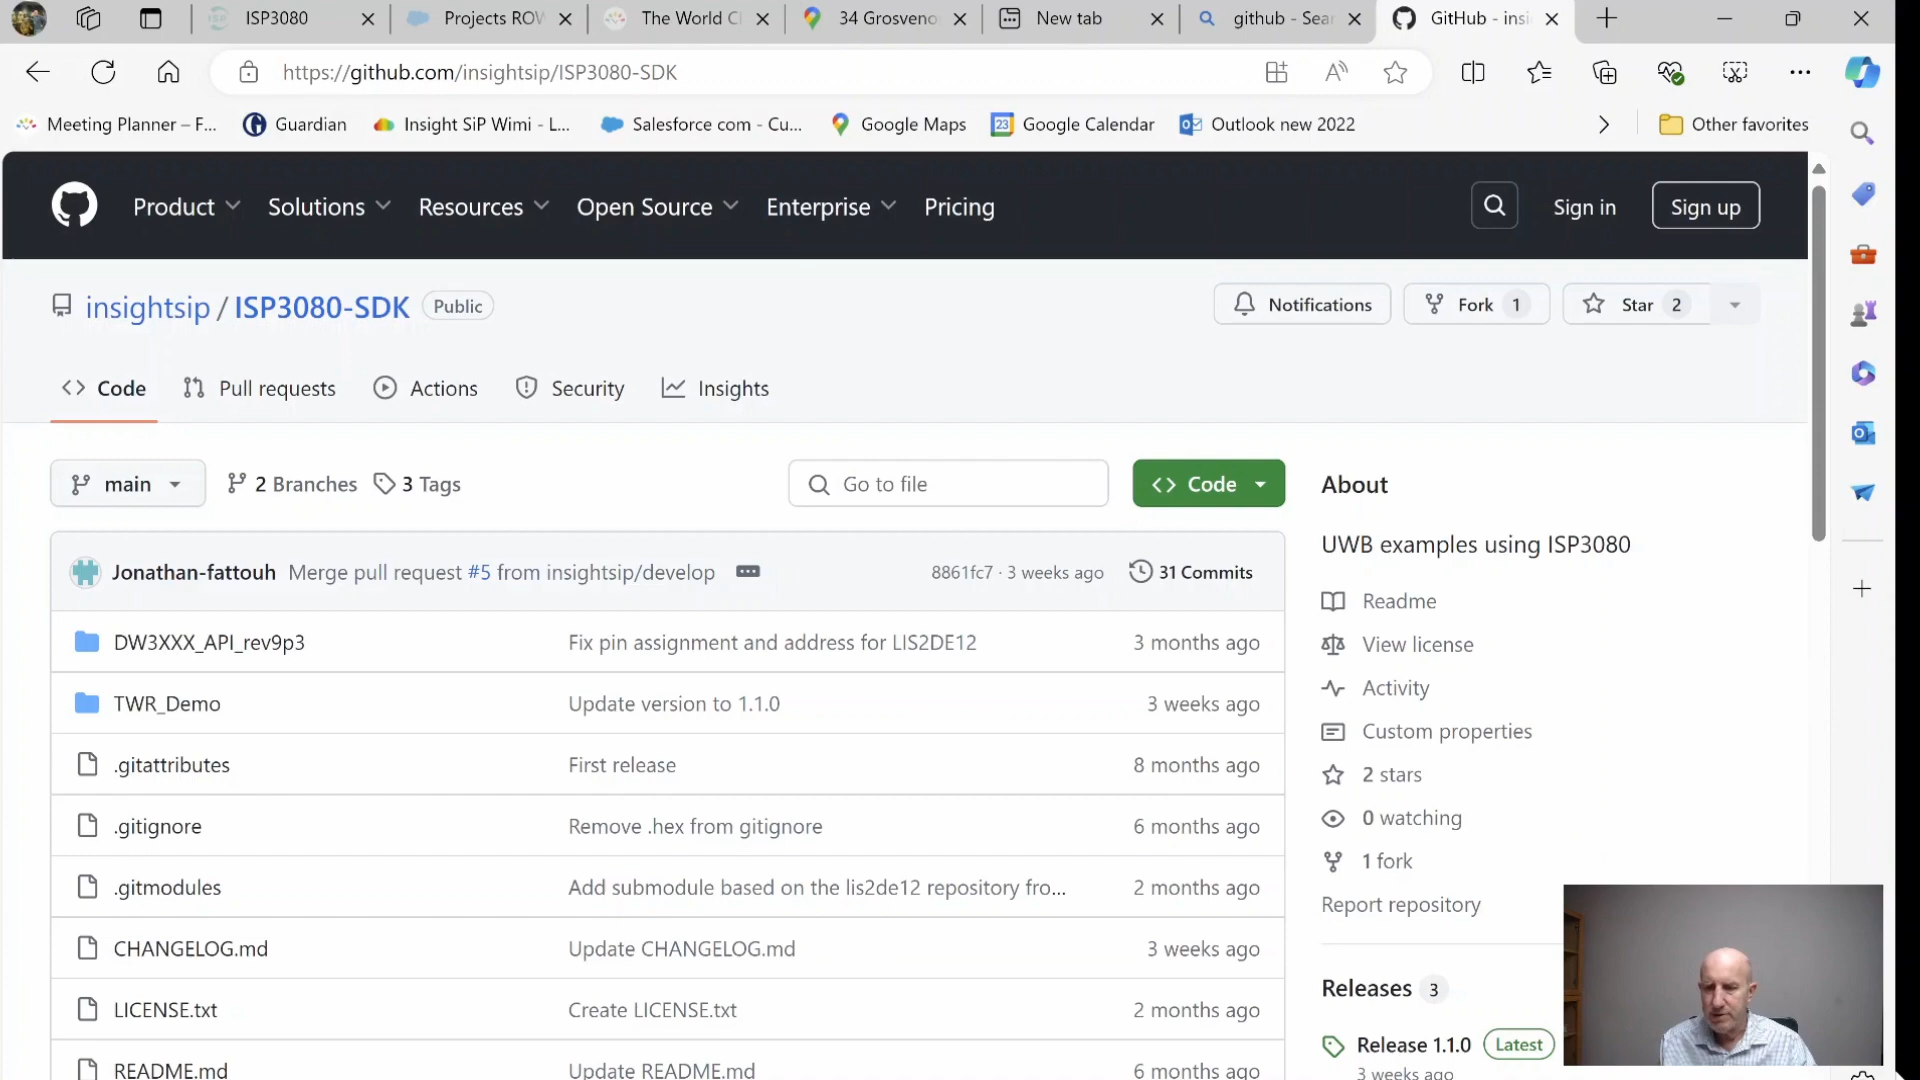 ISP3080
Projects ROW
The World Cl
34 Grosveno
New tab
github - Sear
GitHub - insi
https://github.com/insightsip/ISP3080-SDK
Meeting Planner – F...
Guardian
Insight SiP Wimi - L...
Salesforce com - Cu...
Google Maps
23
Google Calendar
Outlook new 2022
Other favorites
Product
Solutions
Resources
Open Source
Enterprise
Pricing
Sign in
Sign up
insightsip / ISP3080-SDK
Public
Notifications
Fork 1
Star 2
Code
Pull requests
Actions
Security
Insights
main
2 Branches
3 Tags
Go to file
Code
About
UWB examples using ISP3080
Jonathan-fattouh Merge pull request #5 from insightsip/develop
8861fc7 · 3 weeks ago
31 Commits
DW3XXX_API_rev9p3 Fix pin assignment and address for LIS2DE12 3 months ago
TWR_Demo Update version to 1.1.0 3 weeks ago
.gitattributes First release 8 months ago
.gitignore Remove .hex from gitignore 6 months ago
.gitmodules Add submodule based on the lis2de12 repository fro... 2 months ago
CHANGELOG.md Update CHANGELOG.md 3 weeks ago
LICENSE.txt Create LICENSE.txt 2 months ago
README.md Update README.md 6 months ago
Readme
View license
Activity
Custom properties
2 stars
0 watching
1 fork
Report repository
Releases 3
Release 1.1.0 Latest
3 weeks ago